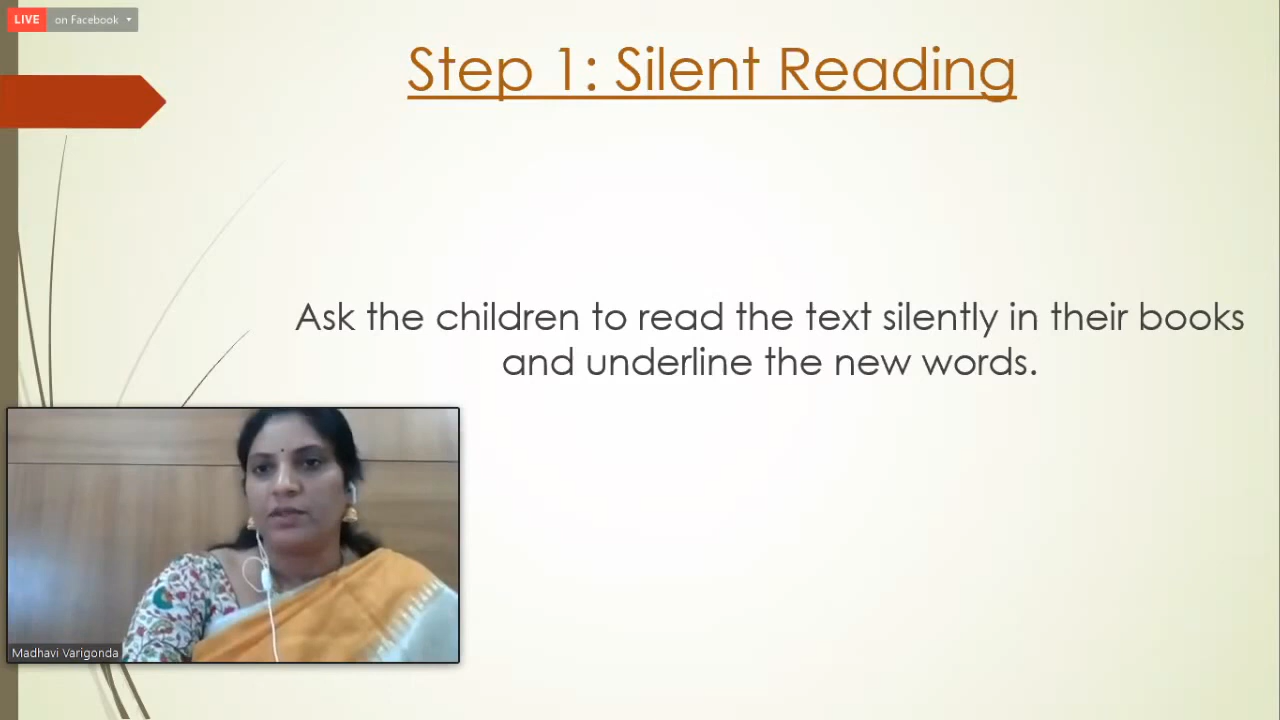 LIVE on Facebook
Step 1: Silent Reading
Ask the children to read the text silently in their books
and underline the new words.
Madhavi Varigonda